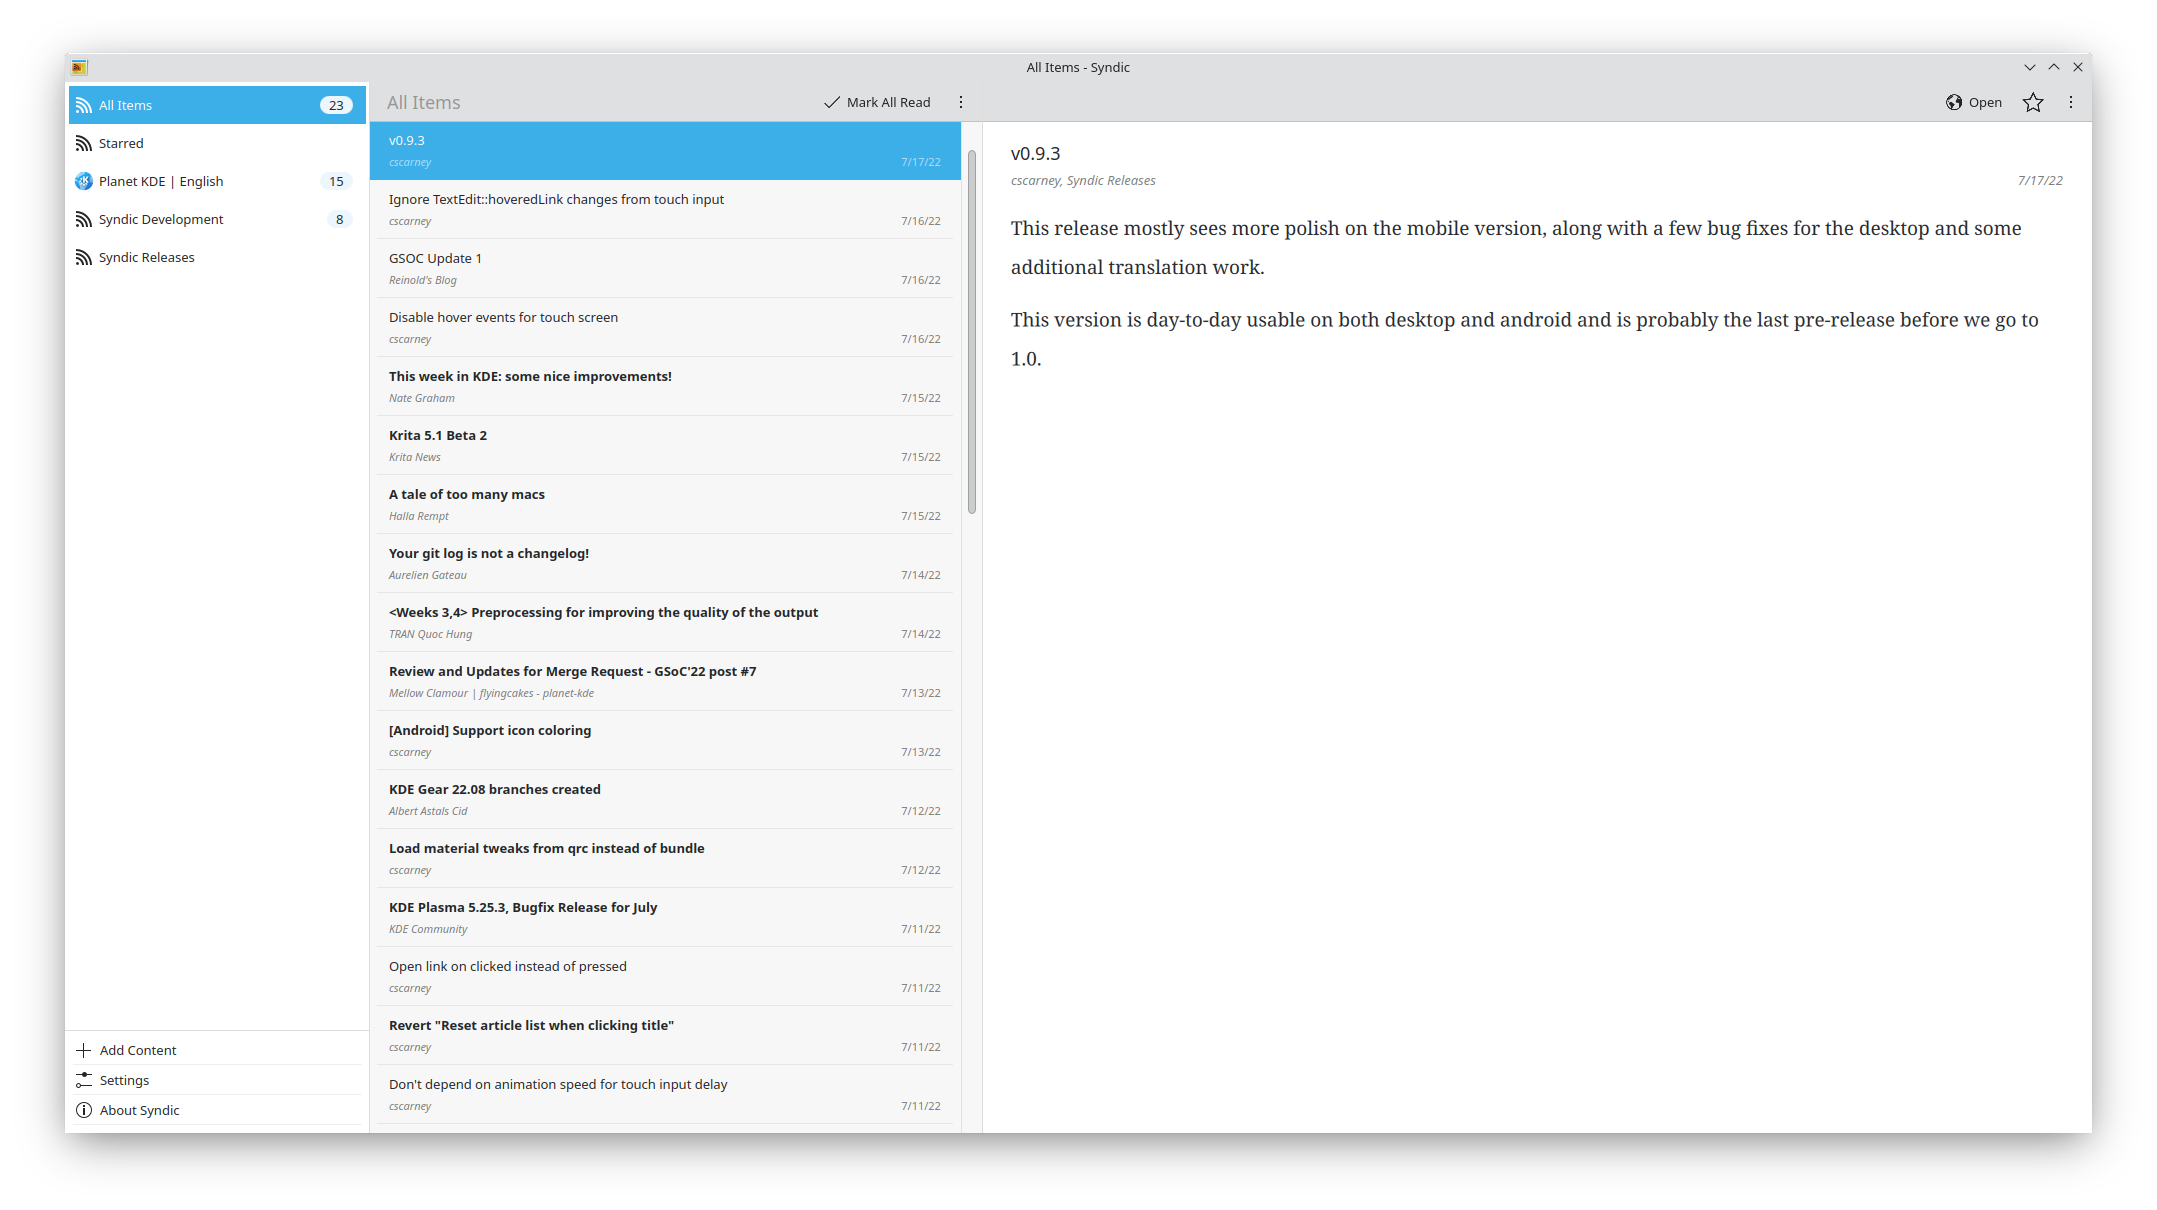 All Items - Syndic
All Items 23
Starred
Planet KDE | English 15
Syndic Development 8
Syndic Releases
Add Content
Settings
About Syndic
All Items Mark All Read
v0.9.3
cscarney 7/17/22
Ignore TextEdit::hoveredLink changes from touch input
cscarney 7/16/22
GSOC Update 1
Reinold's Blog 7/16/22
Disable hover events for touch screen
cscarney 7/16/22
This week in KDE: some nice improvements!
Nate Graham 7/15/22
Krita 5.1 Beta 2
Krita News 7/15/22
A tale of too many macs
Halla Rempt 7/15/22
Your git log is not a changelog!
Aurelien Gateau 7/14/22
<Weeks 3,4> Preprocessing for improving the quality of the output
TRAN Quoc Hung 7/14/22
Review and Updates for Merge Request - GSoC'22 post #7
Mellow Clamour | flyingcakes - planet-kde 7/13/22
[Android] Support icon coloring
cscarney 7/13/22
KDE Gear 22.08 branches created
Albert Astals Cid 7/12/22
Load material tweaks from qrc instead of bundle
cscarney 7/12/22
KDE Plasma 5.25.3, Bugfix Release for July
KDE Community 7/11/22
Open link on clicked instead of pressed
cscarney 7/11/22
Revert "Reset article list when clicking title"
cscarney 7/11/22
Don't depend on animation speed for touch input delay
cscarney 7/11/22
Open
v0.9.3
cscarney, Syndic Releases 7/17/22
This release mostly sees more polish on the mobile version, along with a few bug fixes for the desktop and some
additional translation work.
This version is day-to-day usable on both desktop and android and is probably the last pre-release before we go to
1.0.